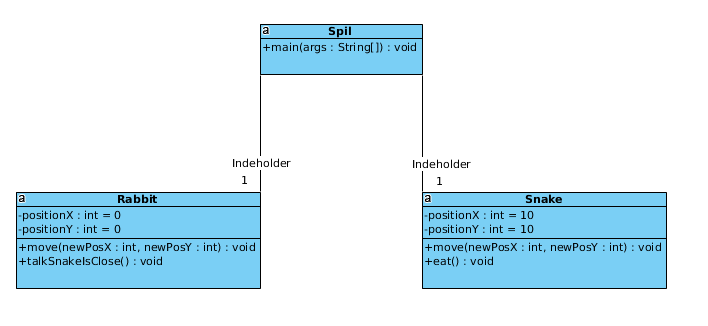 a
Spil
+main(args : String[]) : void
Indeholder
1
Indeholder
1
a
Rabbit
-positionX : int = 0
-positionY : int = 0
+move(newPosX : int, newPosY : int) : void
+talkSnakeIsClose() : void
a
Snake
-positionX : int = 10
-positionY : int = 10
+move(newPosX : int, newPosY : int) : void
+eat() : void